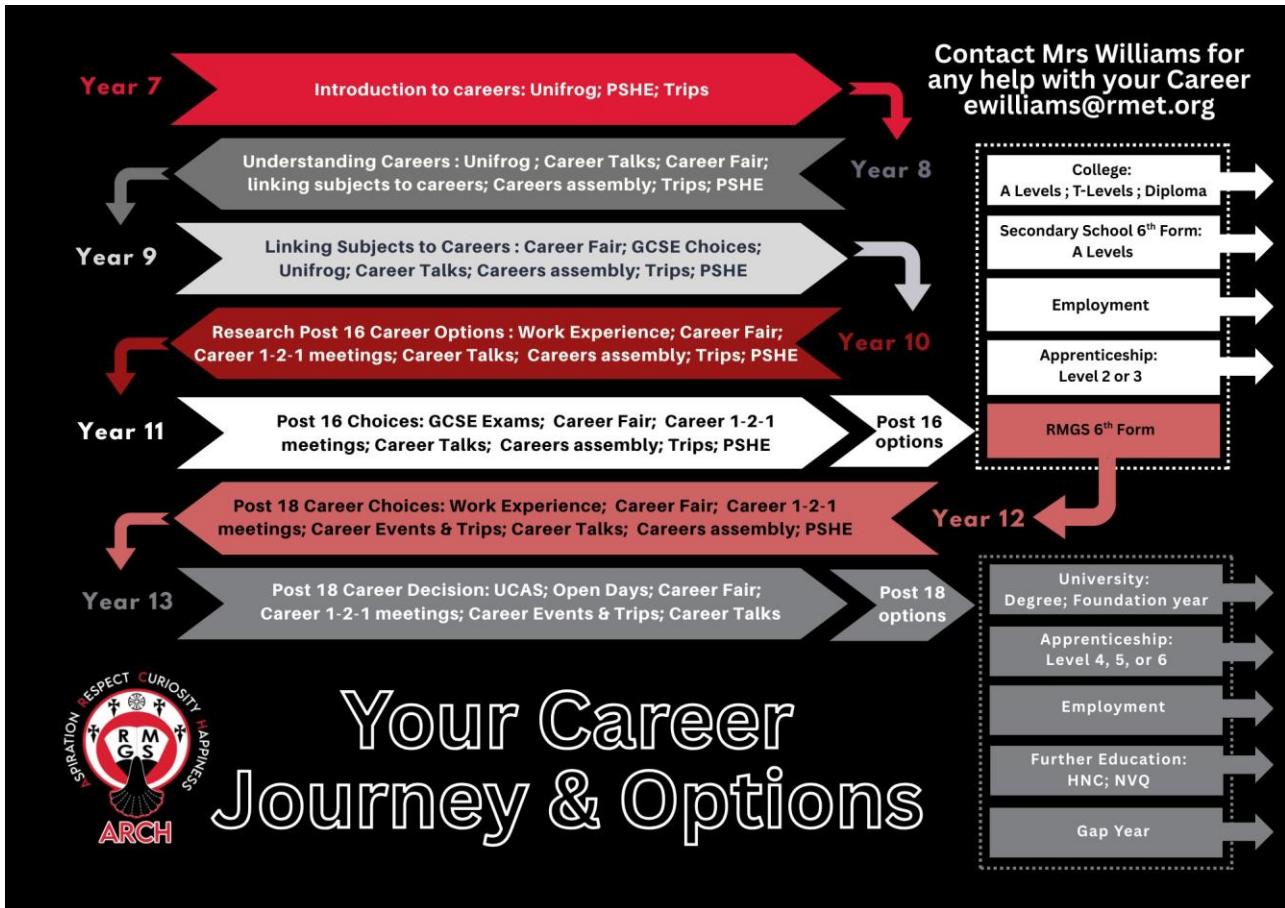 Contact Mrs Williams for
any help with your Career
ewilliams@rmet.org
Year 7
Introduction to careers: Unifrog; PSHE; Trips
Year 8
Understanding Careers : Unifrog ; Career Talks; Career Fair;
linking subjects to careers; Careers assembly; Trips; PSHE
Year 9
Linking Subjects to Careers : Career Fair; GCSE Choices;
Unifrog; Career Talks; Careers assembly; Trips; PSHE
Year 10
Research Post 16 Career Options : Work Experience; Career Fair;
Career 1-2-1 meetings; Career Talks; Careers assembly; Trips; PSHE
Year 11
Post 16 Choices: GCSE Exams; Career Fair; Career 1-2-1
meetings; Career Talks; Careers assembly; Trips; PSHE
Post 16
options
College:
A Levels ; T-Levels ; Diploma
Secondary School 6th Form:
A Levels
Employment
Apprenticeship:
Level 2 or 3
RMGS 6th Form
Year 12
Post 18 Career Choices: Work Experience; Career Fair; Career 1-2-1
meetings; Career Events & Trips; Career Talks; Careers assembly; PSHE
Year 13
Post 18 Career Decision: UCAS; Open Days; Career Fair;
Career 1-2-1 meetings; Career Events & Trips; Career Talks
Post 18
options
University:
Degree; Foundation year
Apprenticeship:
Level 4, 5, or 6
Employment
Further Education:
HNC; NVQ
Gap Year
ASPIRATION RESPECT CURIOSITY HAPPINESS
R M
G S
ARCH
Your Career
Journey & Options